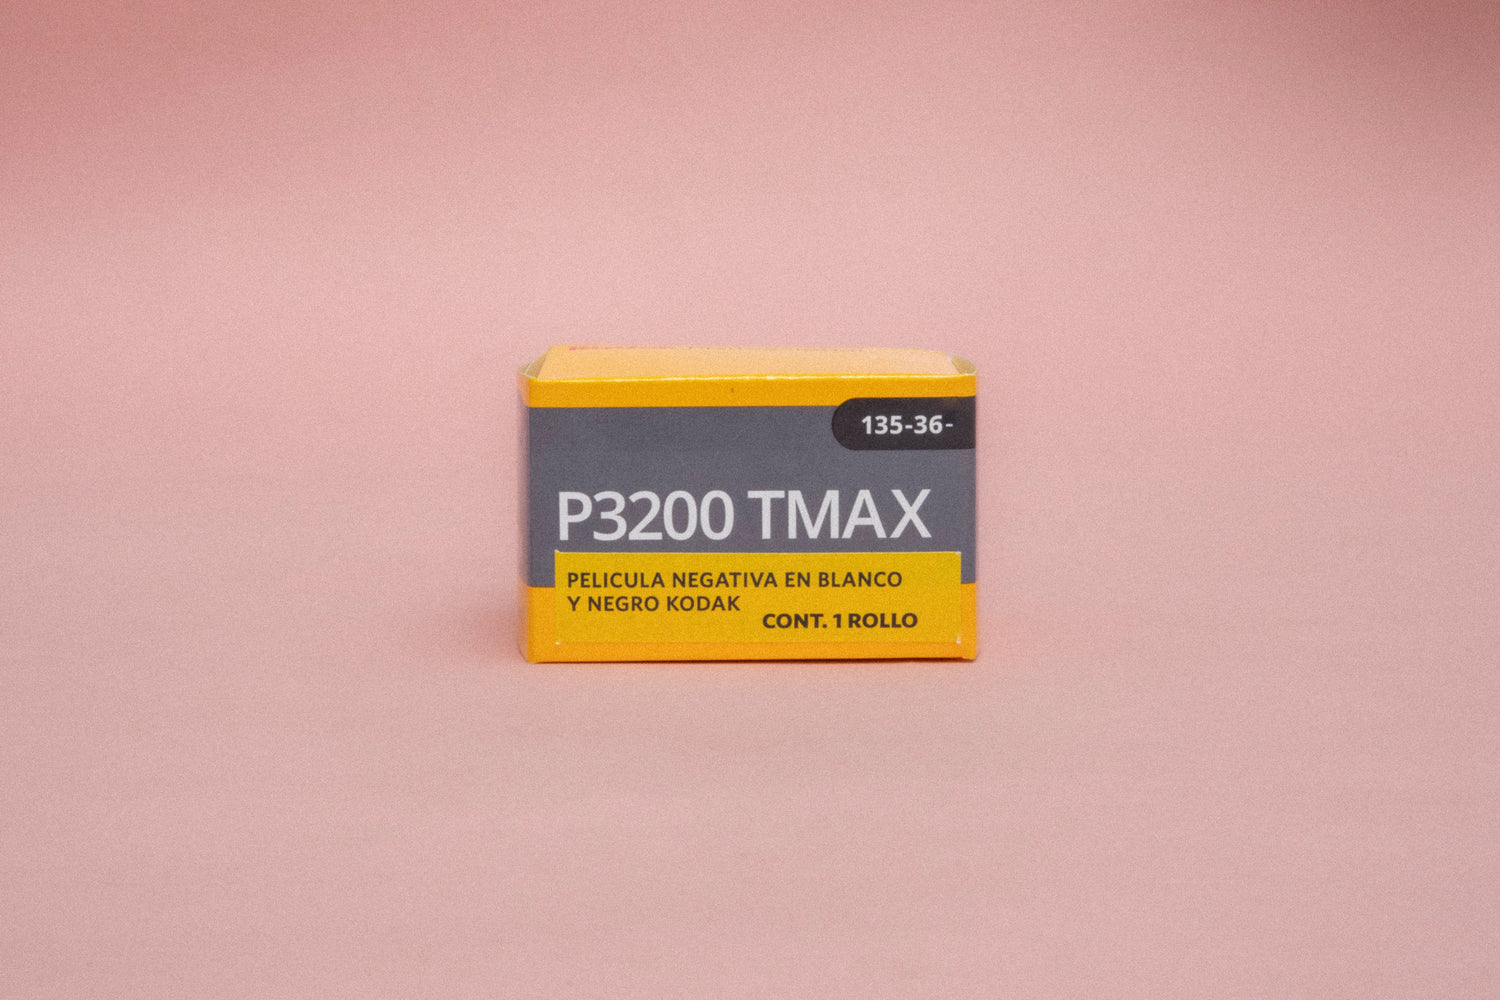 135-36-
P3200 TMAX
PELICULA NEGATIVA EN BLANCO
Y NEGRO KODAK
CONT. 1 ROLLO